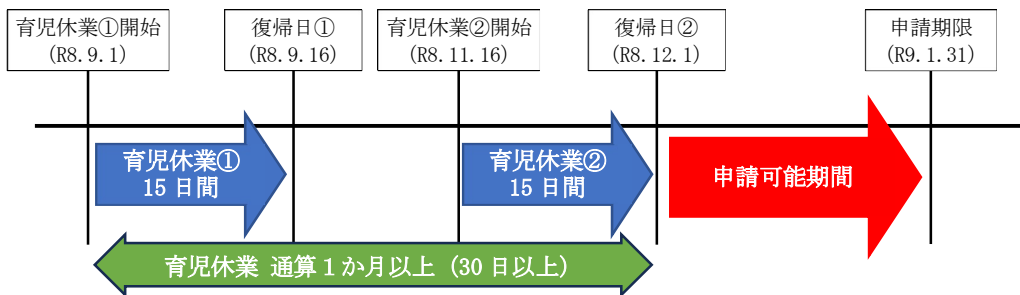 育児休業①開始
(R8.9.1)
復帰日①
(R8.9.16)
育児休業②開始
(R8.11.16)
復帰日②
(R8.12.1)
申請期限
(R9.1.31)
育児休業①
15日間
育児休業②
15日間
申請可能期間
育児休業 通算1か月以上(30日以上)